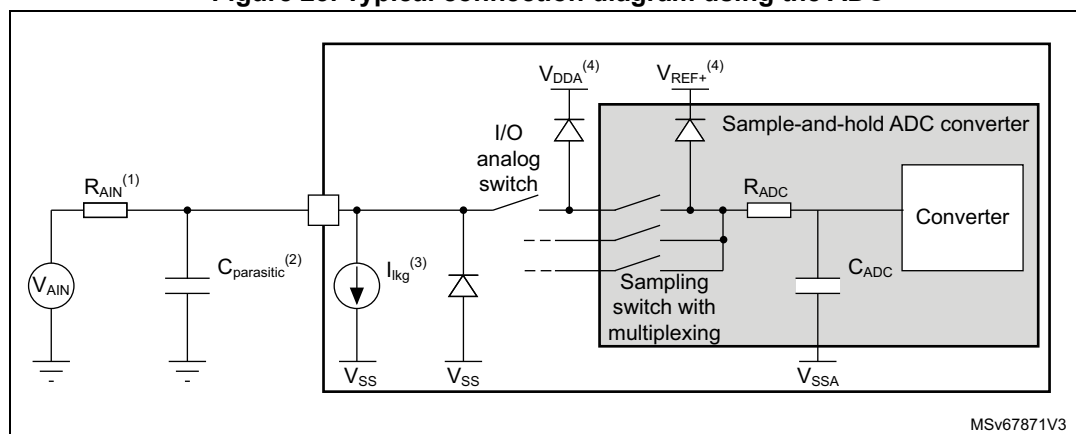 Figure 28. Typical connection diagram using the ADC
VDDA(4)
VREF+(4)
Sample-and-hold ADC converter
I/O
analog
switch
RAIN(1)
RADC
Converter
VAIN
Cparasitic(2)
Ilkg(3)
CADC
Sampling
switch with
multiplexing
VSS
VSS
VSSA
MSv67871V3